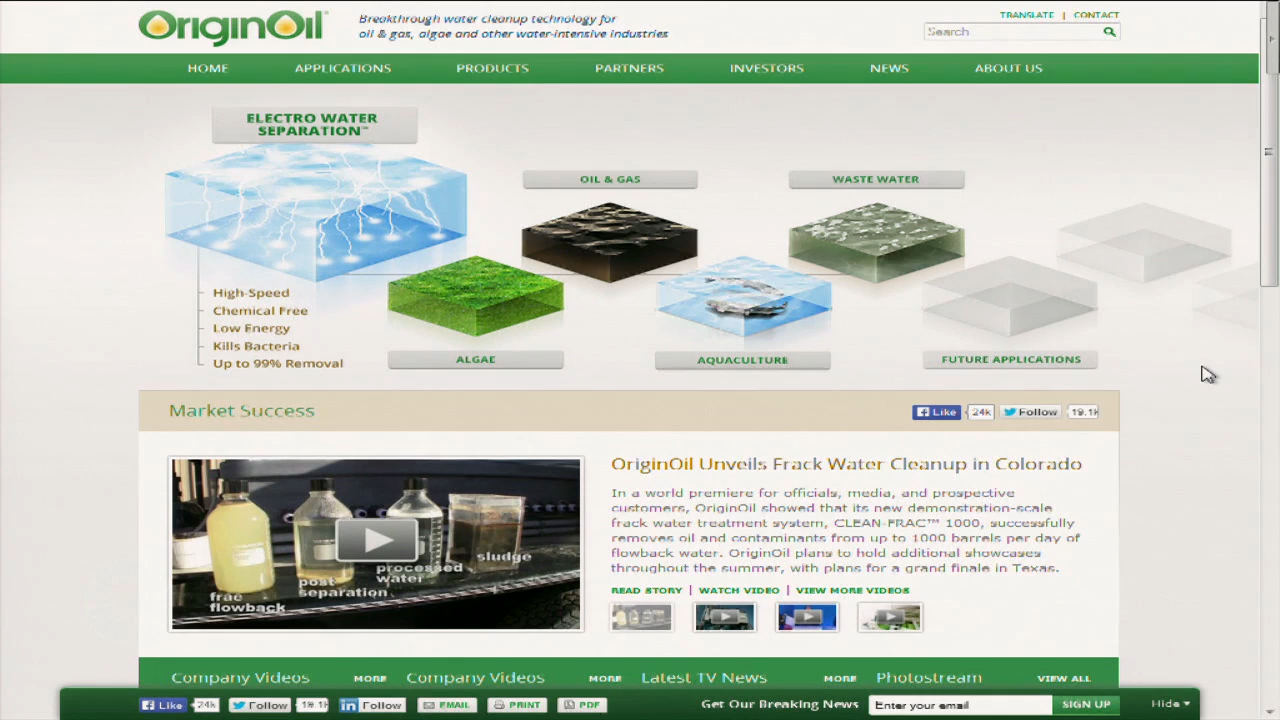 OriginOil
Breakthrough water cleanup technology for
oil & gas, algae and other water-intensive industries
TRANSLATE | CONTACT
Search
HOME APPLICATIONS PRODUCTS PARTNERS INVESTORS NEWS ABOUT US
ELECTRO WATER
SEPARATION™
OIL & GAS
WASTE WATER
High-Speed
Chemical Free
Low Energy
Kills Bacteria
Up to 99% Removal
ALGAE
AQUACULTURE
FUTURE APPLICATIONS
Market Success
Like 24k Follow 19.1k
OriginOil Unveils Frack Water Cleanup in Colorado
In a world premiere for officials, media, and prospective
customers, OriginOil showed that its new demonstration-scale
frack water treatment system, CLEAN-FRAC™ 1000, successfully
removes oil and contaminants from up to 1000 barrels per day of
flowback water. OriginOil plans to hold additional showcases
throughout the summer, with plans for a grand finale in Texas.
READ STORY | WATCH VIDEO | VIEW MORE VIDEOS
frac
flowback
post
separation
processed
water
sludge
Company Videos MORE Company Videos MORE Latest TV News MORE Photostream VIEW ALL
Like 24k Follow 19.1k Follow EMAIL PRINT PDF Get Our Breaking News Enter your email SIGN UP Hide